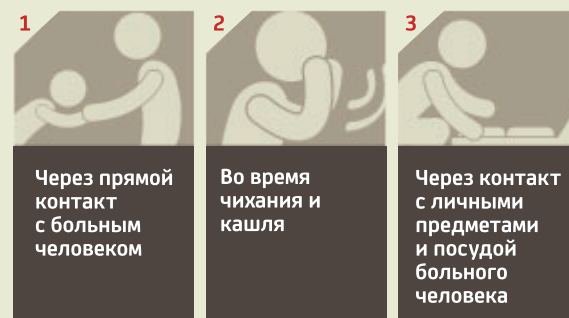 1
Через прямой
контакт
с больным
человеком
2
Во время
чихания и
кашля
3
Через контакт
с личными
предметами
и посудой
больного
человека